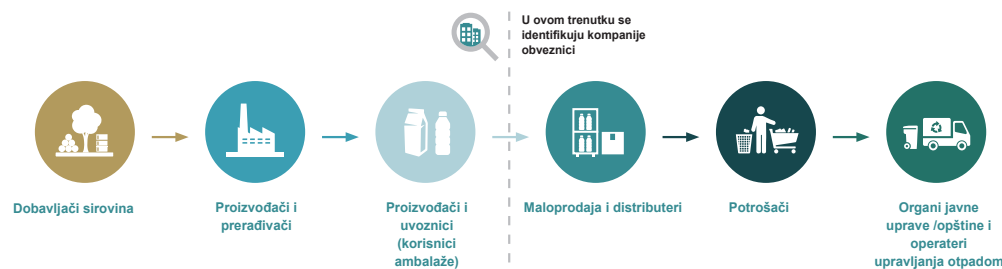 U ovom trenutku se
identifikuju kompanije
obveznici
Dobavljači sirovina
Proizvođači i
prerađivači
Proizvođači i
uvoznici
(korisnici
ambalaže)
Maloprodaja i distributeri
Potrošači
Organi javne
uprave /opštine i
operateri
upravljanja otpadom